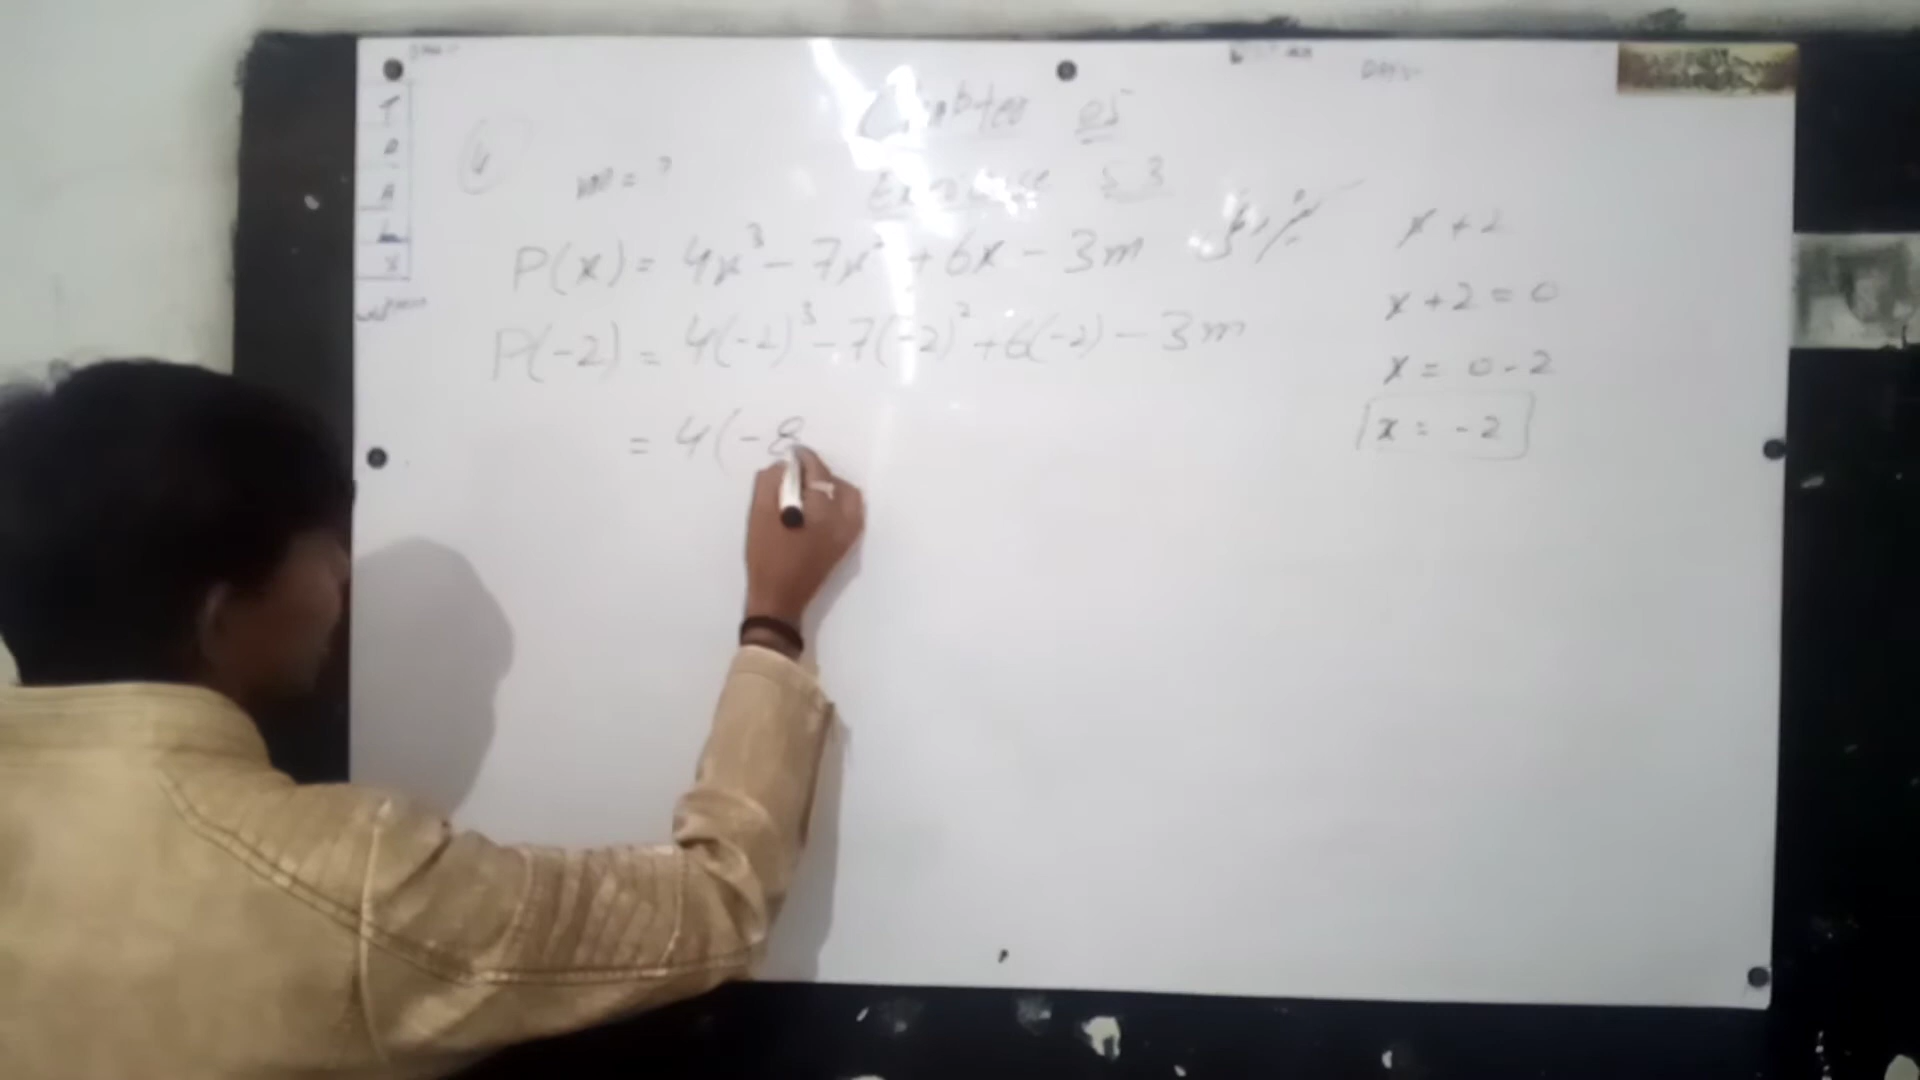 Chapter 05
Exercise 5.3
m = ?
P(x) = 4x³ - 7x² + 6x - 3m
P(-2) = 4(-2)³ - 7(-2)² + 6(-2) - 3m
= 4(-8
x + 2
x + 2 = 0
x = 0 - 2
x = -2